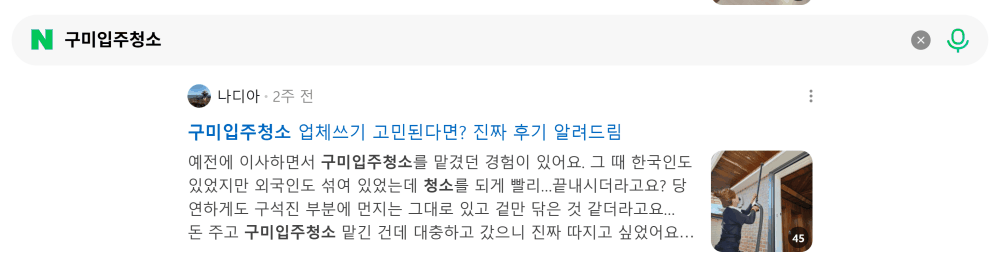 N 구미입주청소
나디아 · 2주 전
구미입주청소 업체쓰기 고민된다면? 진짜 후기 알려드림
예전에 이사하면서 구미입주청소를 맡겼던 경험이 있어요. 그 때 한국인도
있었지만 외국인도 섞여 있었는데 청소를 되게 빨리...끝내시더라고요? 당
연하게도 구석진 부분에 먼지는 그대로 있고 겉만 닦은 것 같더라고요...
돈 주고 구미입주청소 맡긴 건데 대충하고 갔으니 진짜 따지고 싶었어요...
45